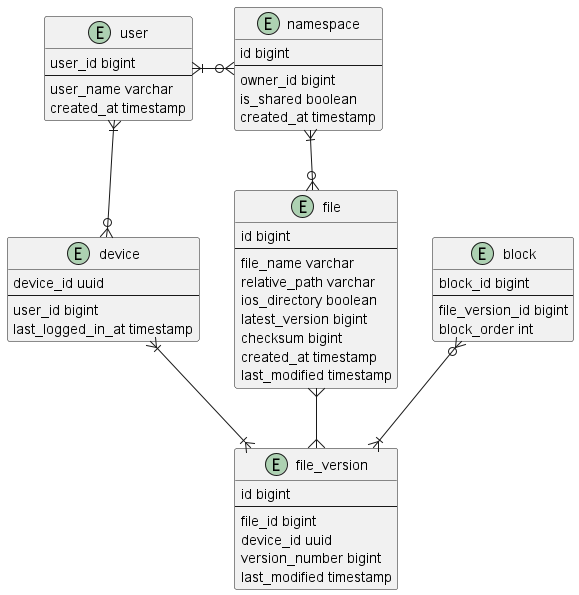 E user
user_id bigint
user_name varchar
created_at timestamp
E namespace
id bigint
owner_id bigint
is_shared boolean
created_at timestamp
E device
device_id uuid
user_id bigint
last_logged_in_at timestamp
E file
id bigint
file_name varchar
relative_path varchar
ios_directory boolean
latest_version bigint
checksum bigint
created_at timestamp
last_modified timestamp
E block
block_id bigint
file_version_id bigint
block_order int
E file_version
id bigint
file_id bigint
device_id uuid
version_number bigint
last_modified timestamp